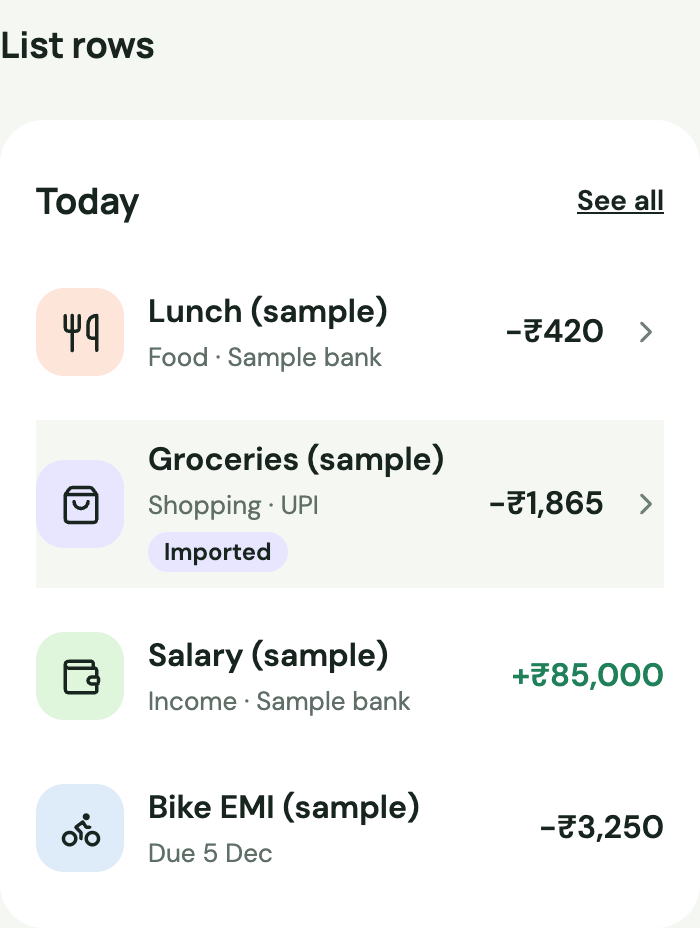 List rows
Today
See all
Lunch (sample)
−₹420
Food · Sample bank
Groceries (sample)
Shopping · UPI
−₹1,865
Imported
Salary (sample)
+₹85,000
Income · Sample bank
Bike EMI (sample)
−₹3,250
Due 5 Dec